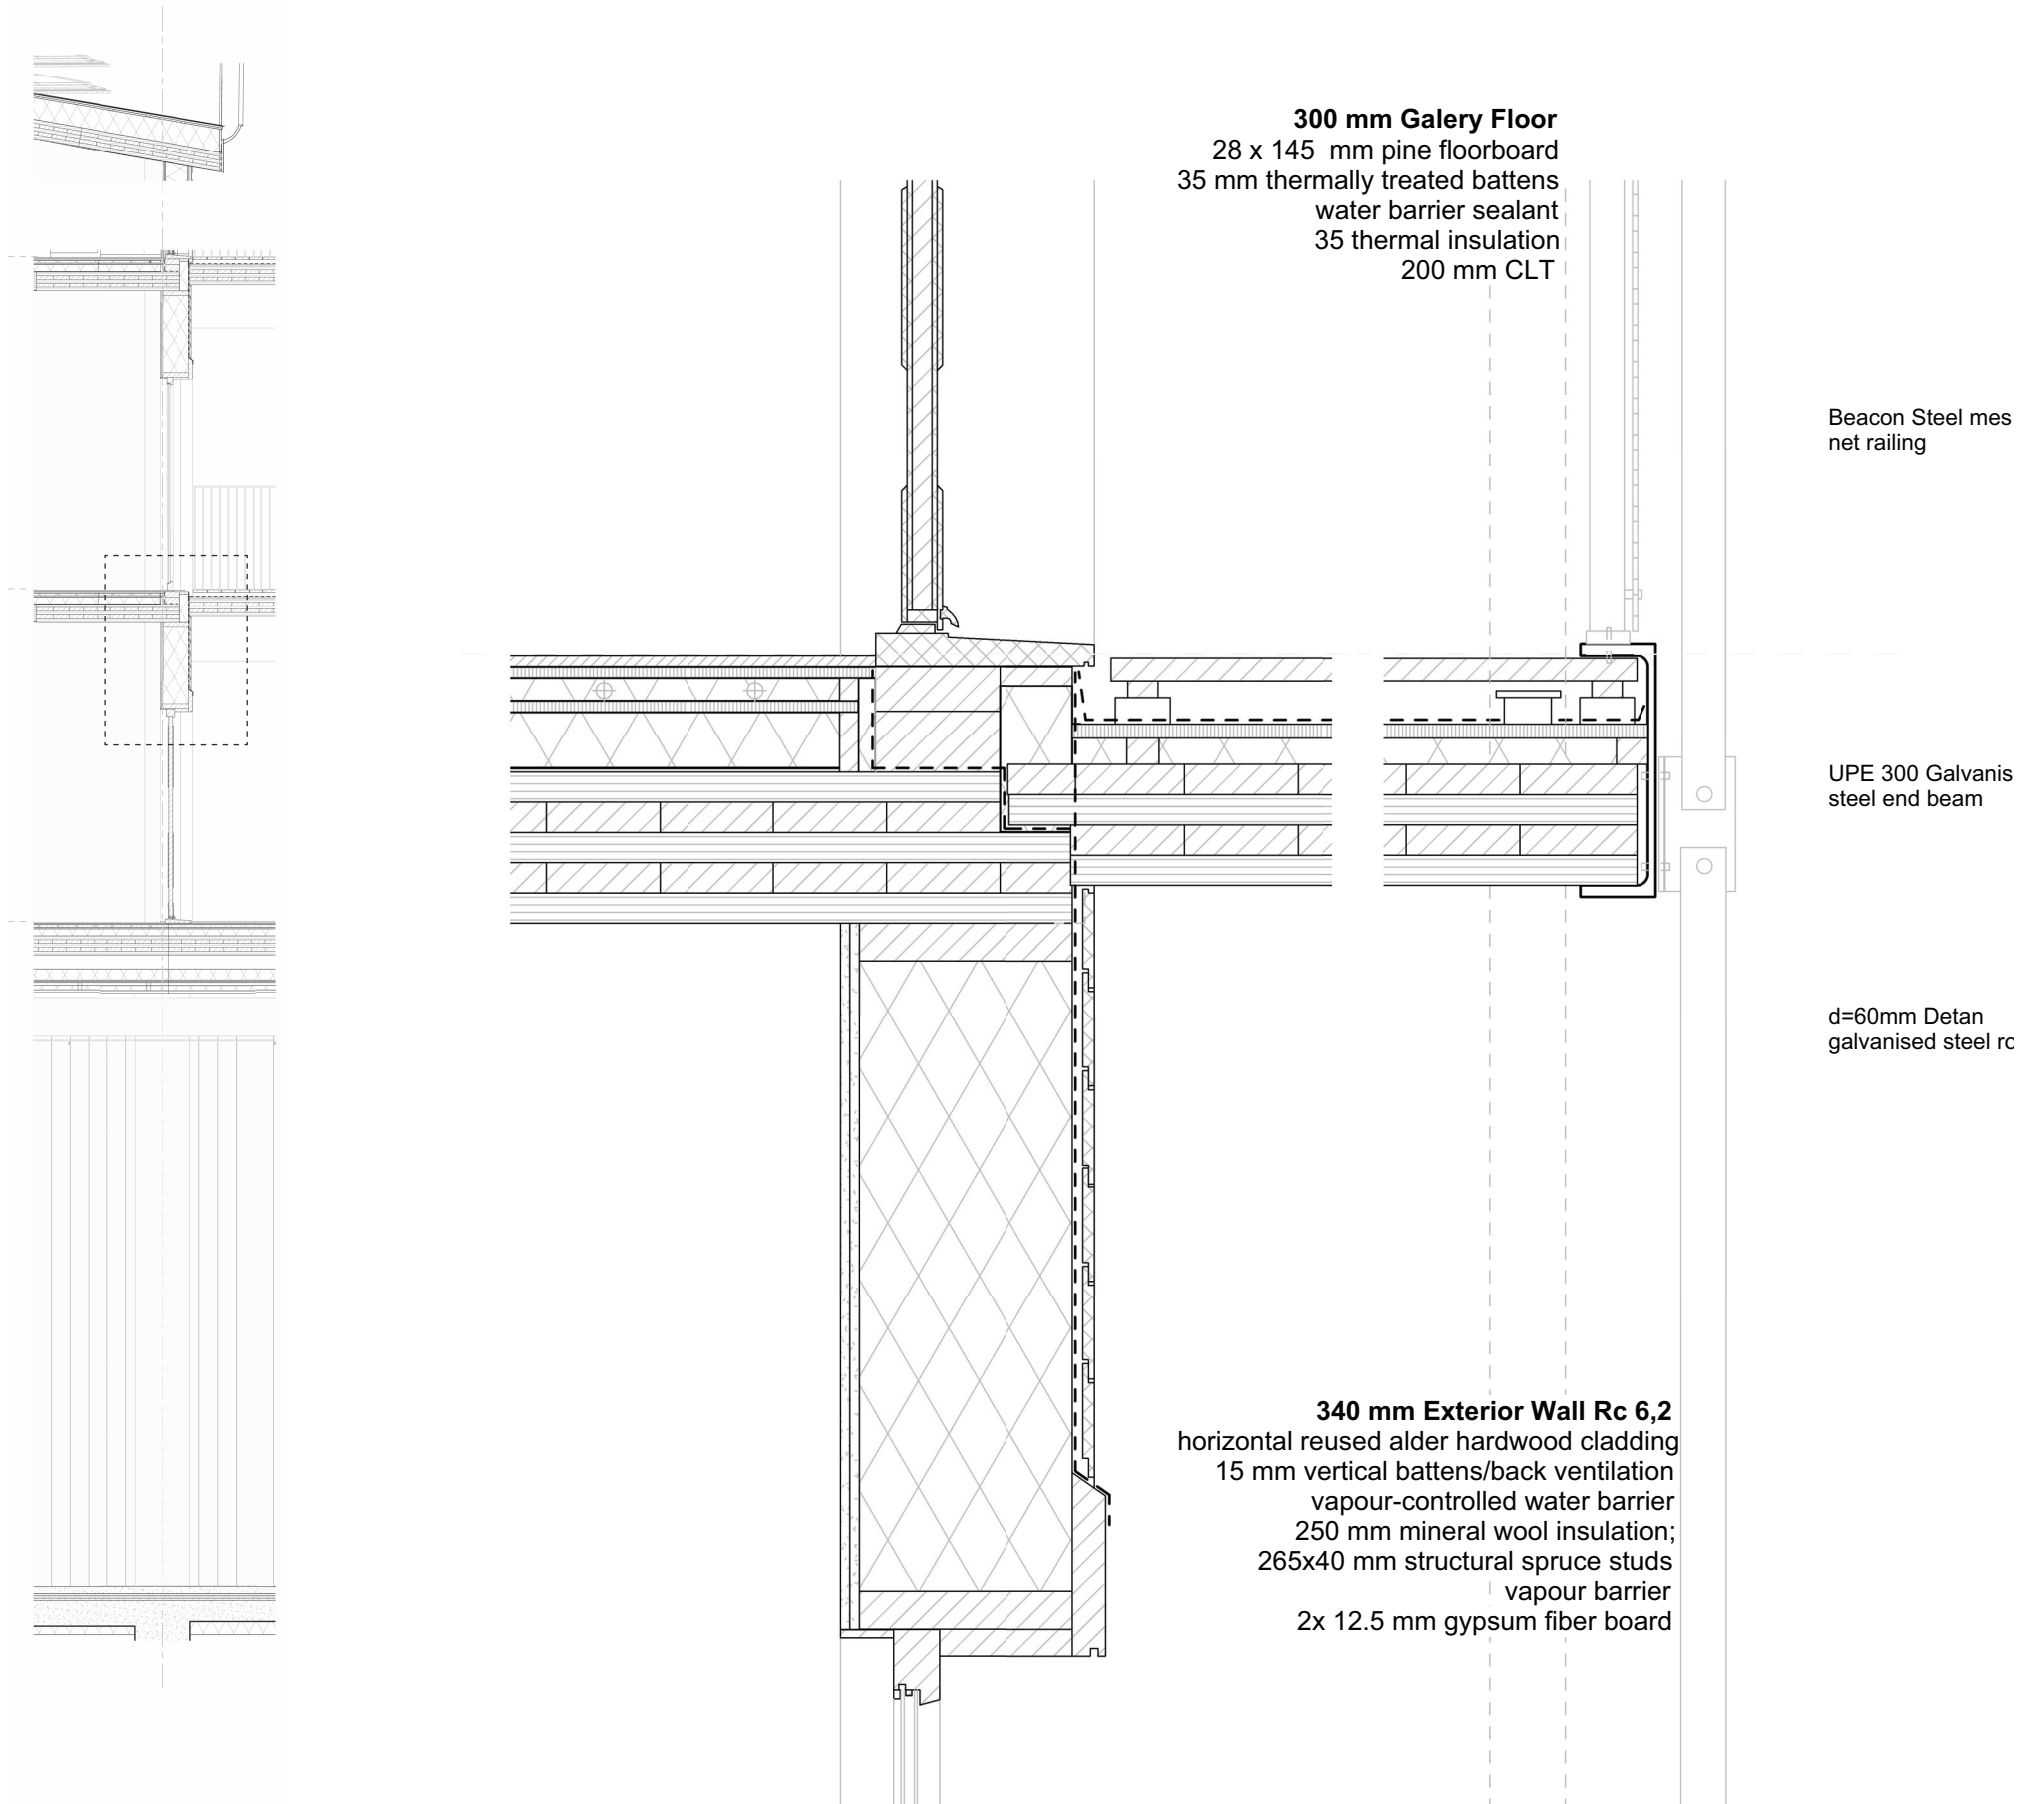 300 mm Galery Floor
28 x 145 mm pine floorboard
35 mm thermally treated battens
water barrier sealant
35 thermal insulation
200 mm CLT
Beacon Steel mes
net railing
UPE 300 Galvanis
steel end beam
d=60mm Detan
galvanised steel
340 mm Exterior Wall Rc 6,2
horizontal reused alder hardwood cladding
15 mm vertical battens/back ventilation
vapour-controlled water barrier
250 mm mineral wool insulation;
265x40 mm structural spruce studs
vapour barrier
2x 12.5 mm gypsum fiber board